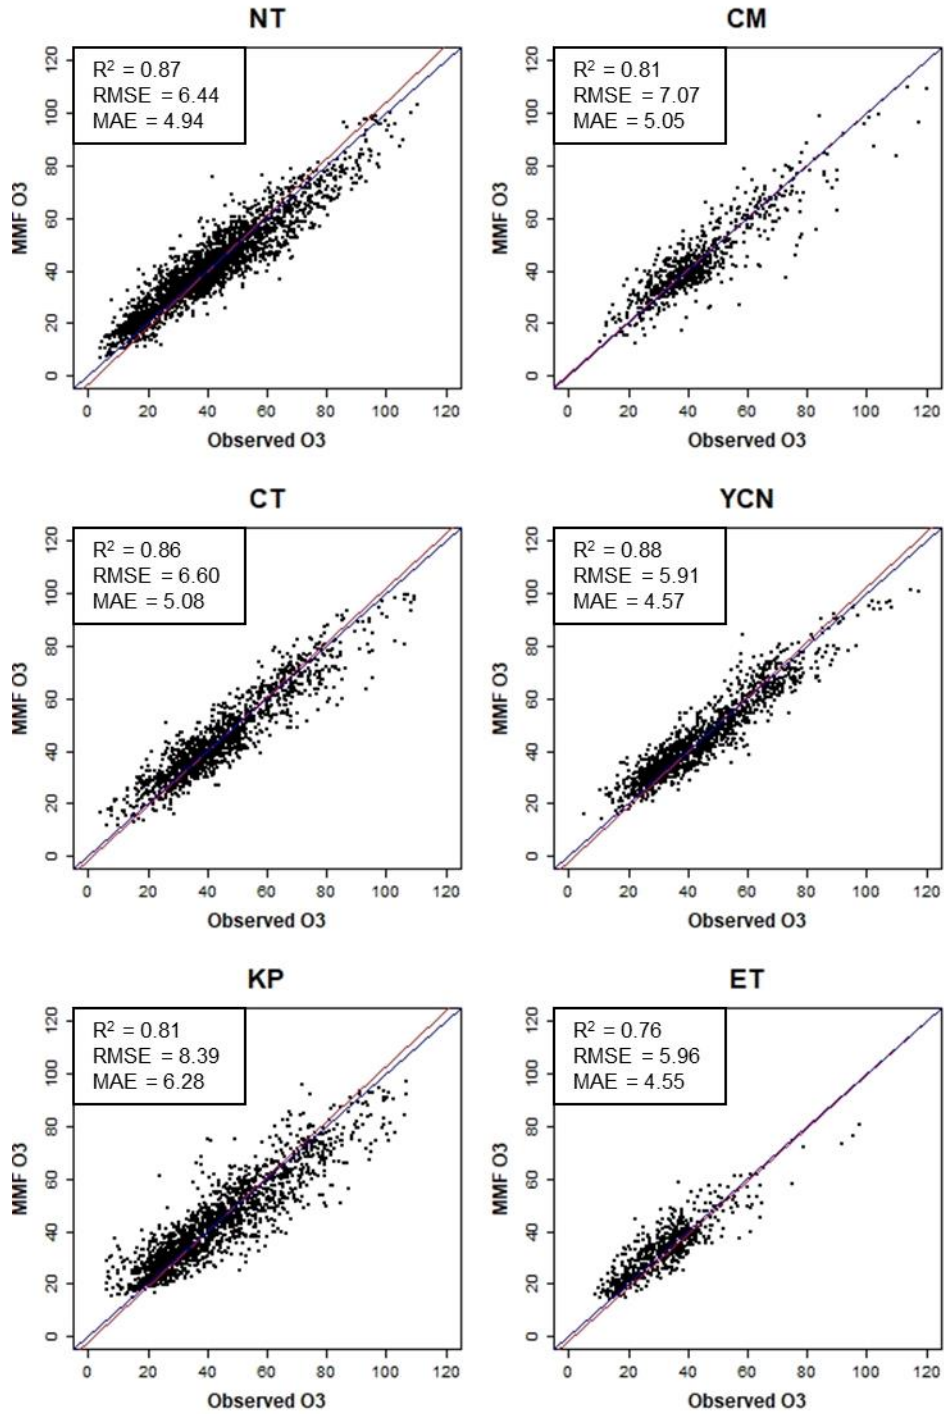 NT
R² = 0.87
RMSE = 6.44
MAE = 4.94
120
100
80
60
40
20
0
MMF O3
0 20 40 60 80 100 120
Observed O3
CM
R² = 0.81
RMSE = 7.07
MAE = 5.05
120
100
80
60
40
20
0
MMF O3
0 20 40 60 80 100 120
Observed O3
CT
R² = 0.86
RMSE = 6.60
MAE = 5.08
120
100
80
60
40
20
0
MMF O3
0 20 40 60 80 100 120
Observed O3
YCN
R² = 0.88
RMSE = 5.91
MAE = 4.57
120
100
80
60
40
20
0
MMF O3
0 20 40 60 80 100 120
Observed O3
KP
R² = 0.81
RMSE = 8.39
MAE = 6.28
120
100
80
60
40
20
0
MMF O3
0 20 40 60 80 100 120
Observed O3
ET
R² = 0.76
RMSE = 5.96
MAE = 4.55
120
100
80
60
40
20
0
MMF O3
0 20 40 60 80 100 120
Observed O3